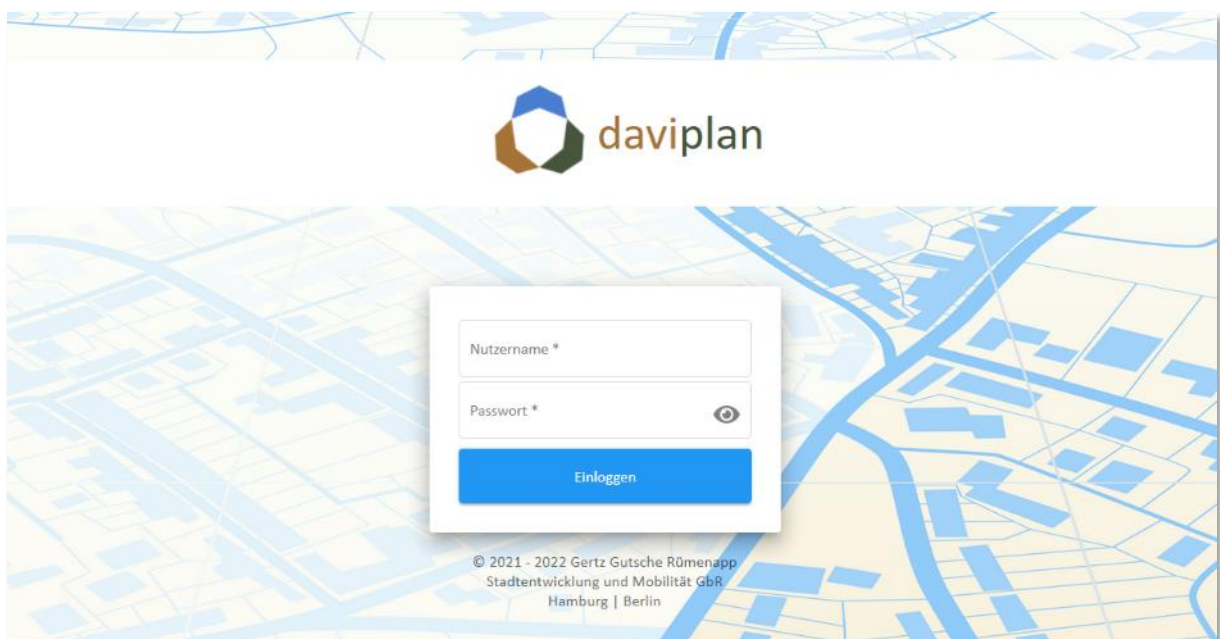 daviplan
Nutzername *
Passwort *
Einloggen
© 2021 - 2022 Gertz Gutsche Rümenapp
Stadtentwicklung und Mobilität GbR
Hamburg | Berlin